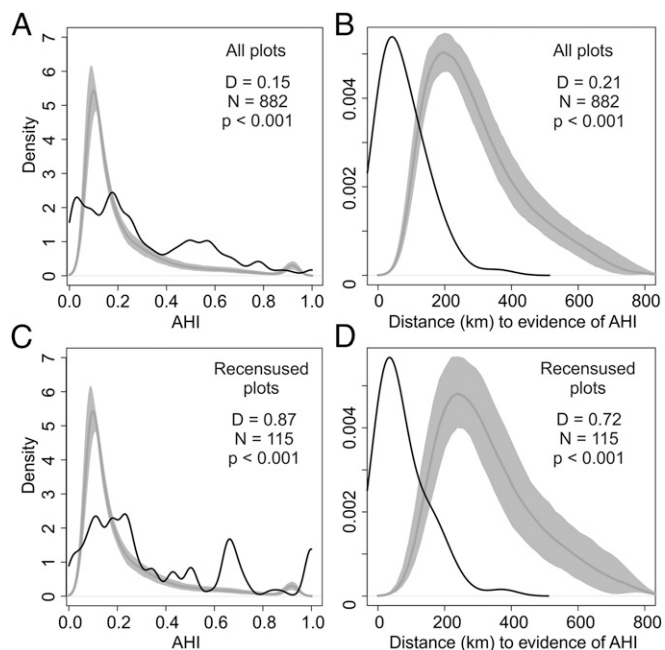 A
All plots
D = 0.15
N = 882
p < 0.001
Density
0 1 2 3 4 5 6 7
0.0 0.2 0.4 0.6 0.8 1.0
AHI
B
All plots
D = 0.21
N = 882
p < 0.001
0 0.002 0.004
0 200 400 600 800
Distance (km) to evidence of AHI
C
Recensused
plots
D = 0.87
N = 115
p < 0.001
Density
0 1 2 3 4 5 6 7
0.0 0.2 0.4 0.6 0.8 1.0
AHI
D
Recensused
plots
D = 0.72
N = 115
p < 0.001
0 0.002 0.004
0 200 400 600 800
Distance (km) to evidence of AHI